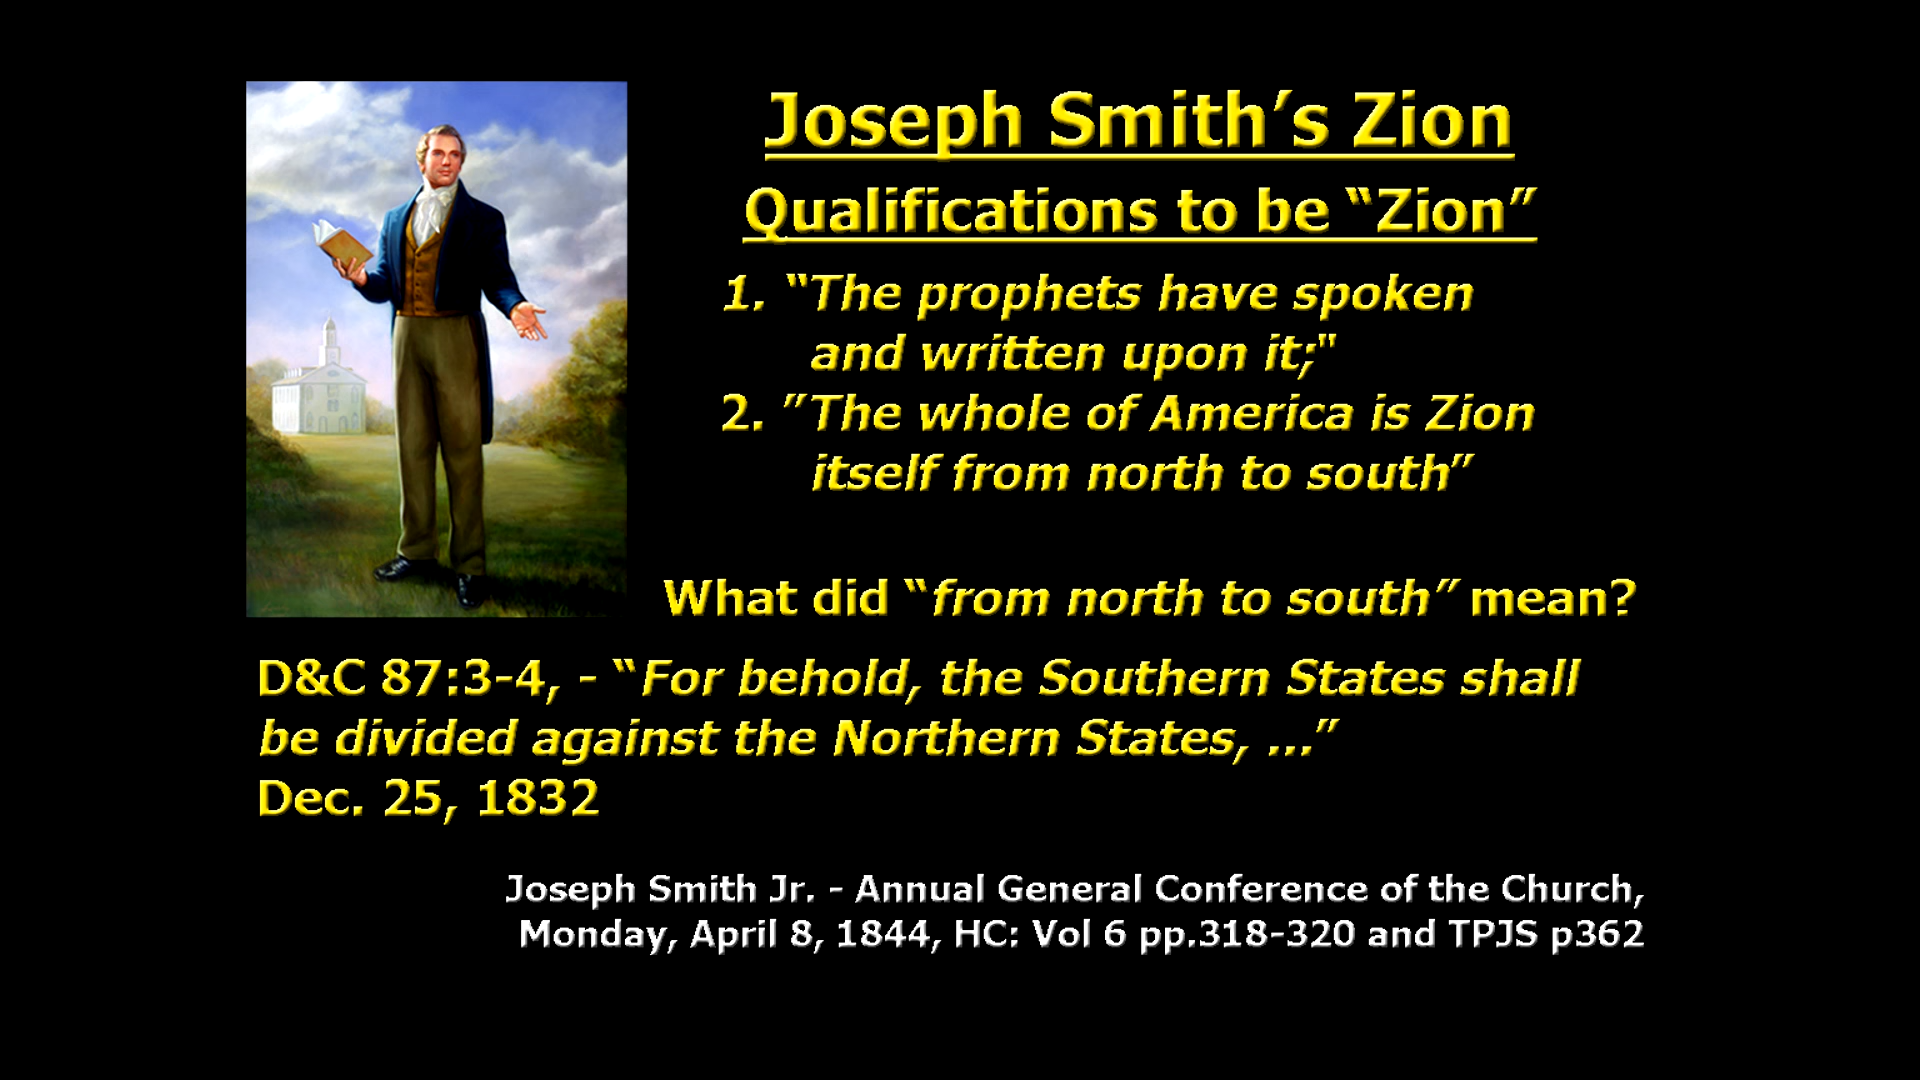 Joseph Smith’s Zion
Qualifications to be “Zion”
1. “The prophets have spoken
and written upon it;"
2. ”The whole of America is Zion
itself from north to south”
What did “from north to south” mean?
D&C 87:3-4, - “For behold, the Southern States shall
be divided against the Northern States, …”
Dec. 25, 1832
Joseph Smith Jr. - Annual General Conference of the Church,
Monday, April 8, 1844, HC: Vol 6 pp.318-320 and TPJS p362